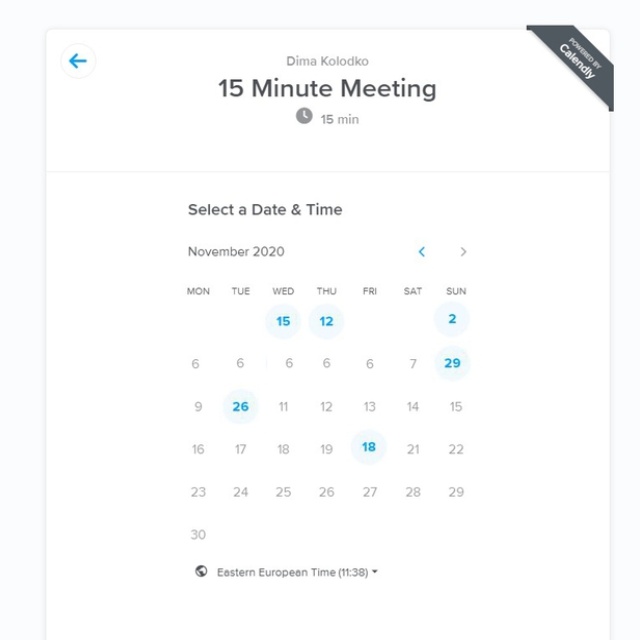 POWERED BY
Calendly
Dima Kolodko
15 Minute Meeting
15 min
Select a Date & Time
November 2020
MON TUE WED THU FRI SAT SUN
15 12 2
6 6 6 6 6 7 29
9 26 11 12 13 14 15
16 17 18 19 18 21 22
23 24 25 26 27 28 29
30
Eastern European Time (11:38)